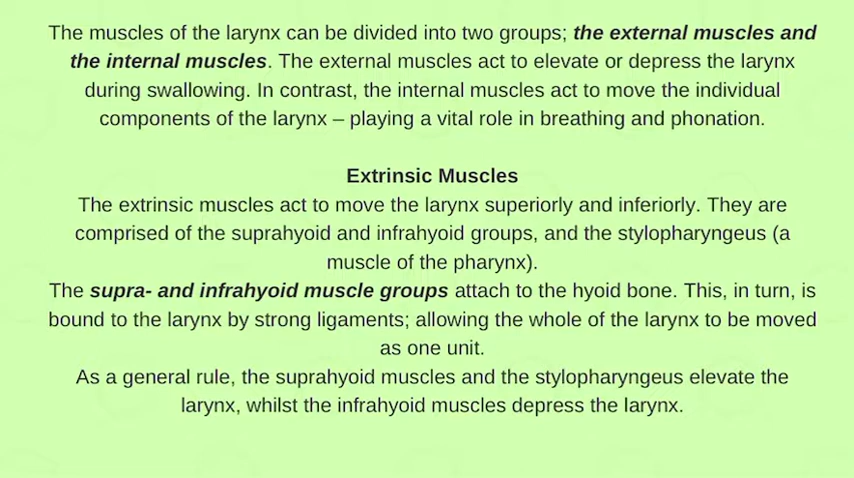 The muscles of the larynx can be divided into two groups; the external muscles and
the internal muscles. The external muscles act to elevate or depress the larynx
during swallowing. In contrast, the internal muscles act to move the individual
components of the larynx – playing a vital role in breathing and phonation.
Extrinsic Muscles
The extrinsic muscles act to move the larynx superiorly and inferiorly. They are
comprised of the suprahyoid and infrahyoid groups, and the stylopharyngeus (a
muscle of the pharynx).
The supra- and infrahyoid muscle groups attach to the hyoid bone. This, in turn, is
bound to the larynx by strong ligaments; allowing the whole of the larynx to be moved
as one unit.
As a general rule, the suprahyoid muscles and the stylopharyngeus elevate the
larynx, whilst the infrahyoid muscles depress the larynx.